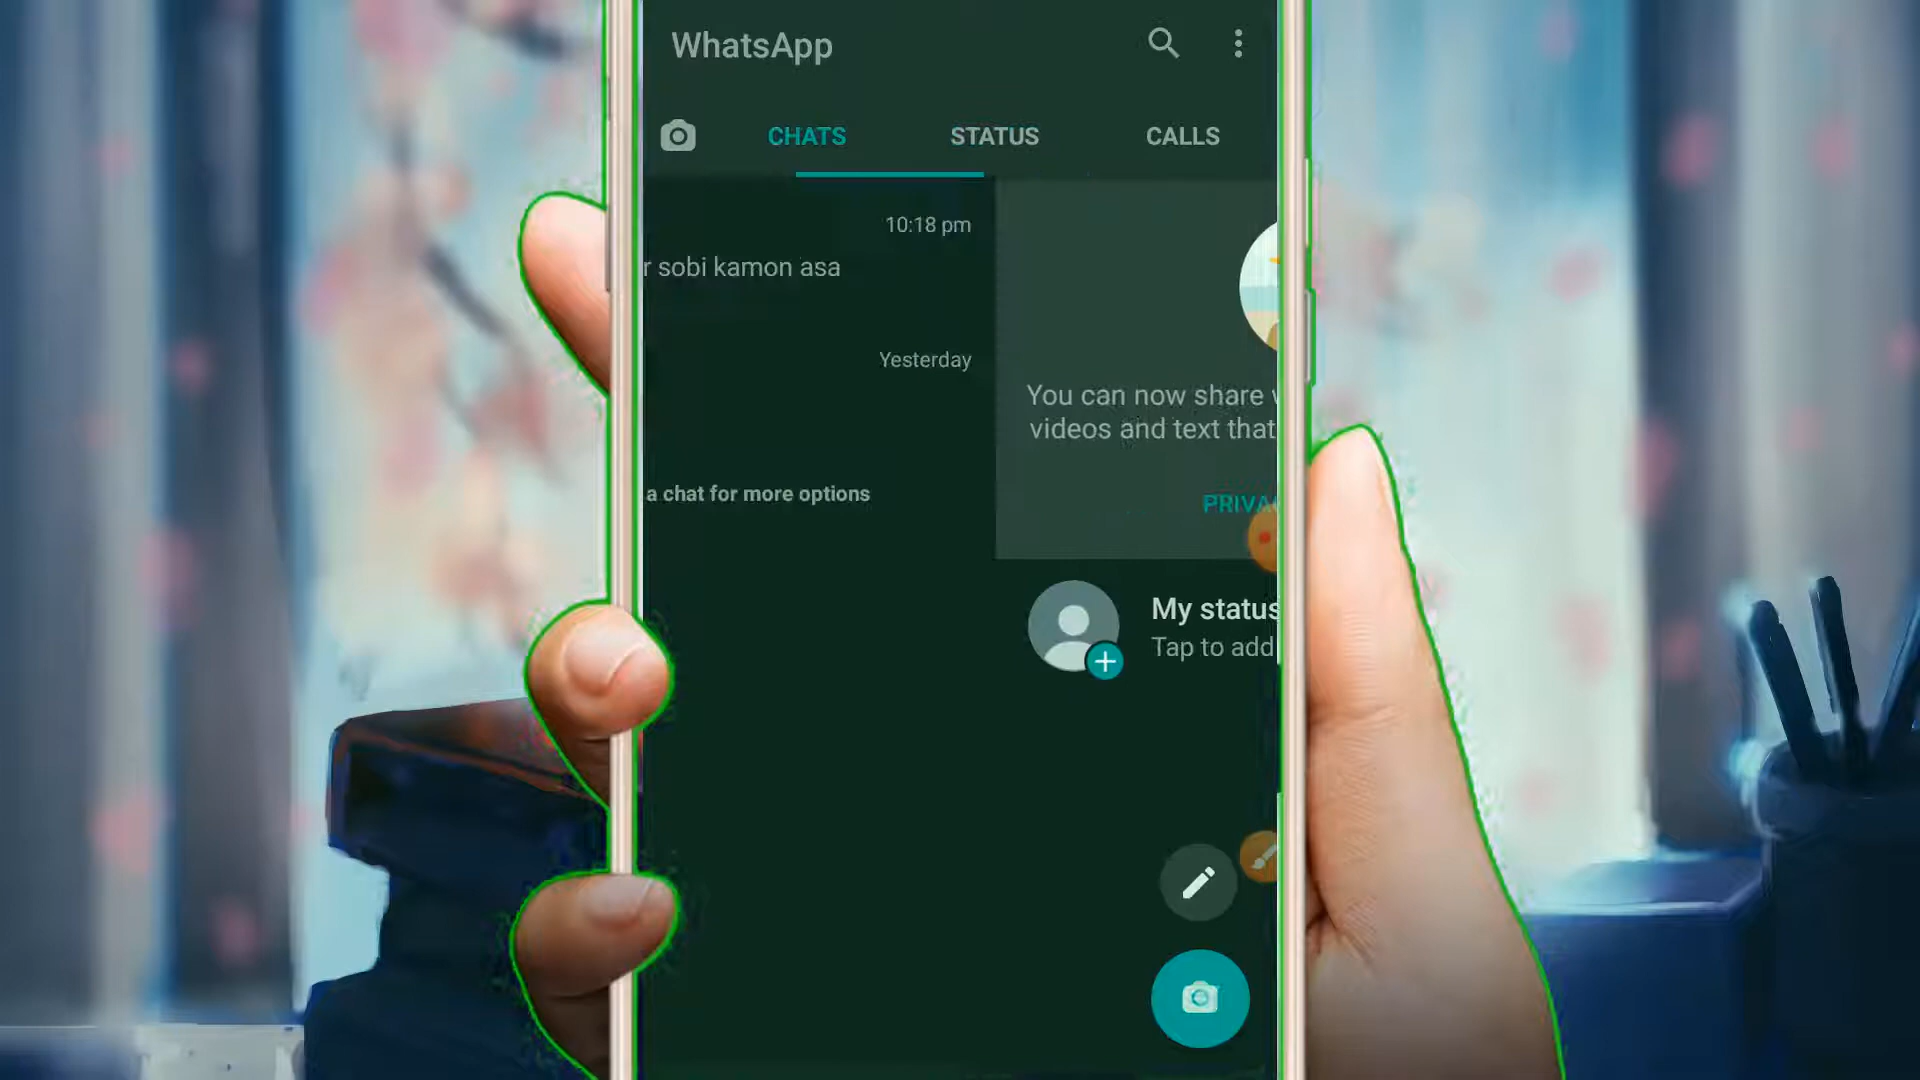 WhatsApp
CHATS
STATUS
CALLS
10:18 pm
r sobi kamon asa
Yesterday
a chat for more options
You can now share
videos and text that
PRIVA
My status
Tap to add